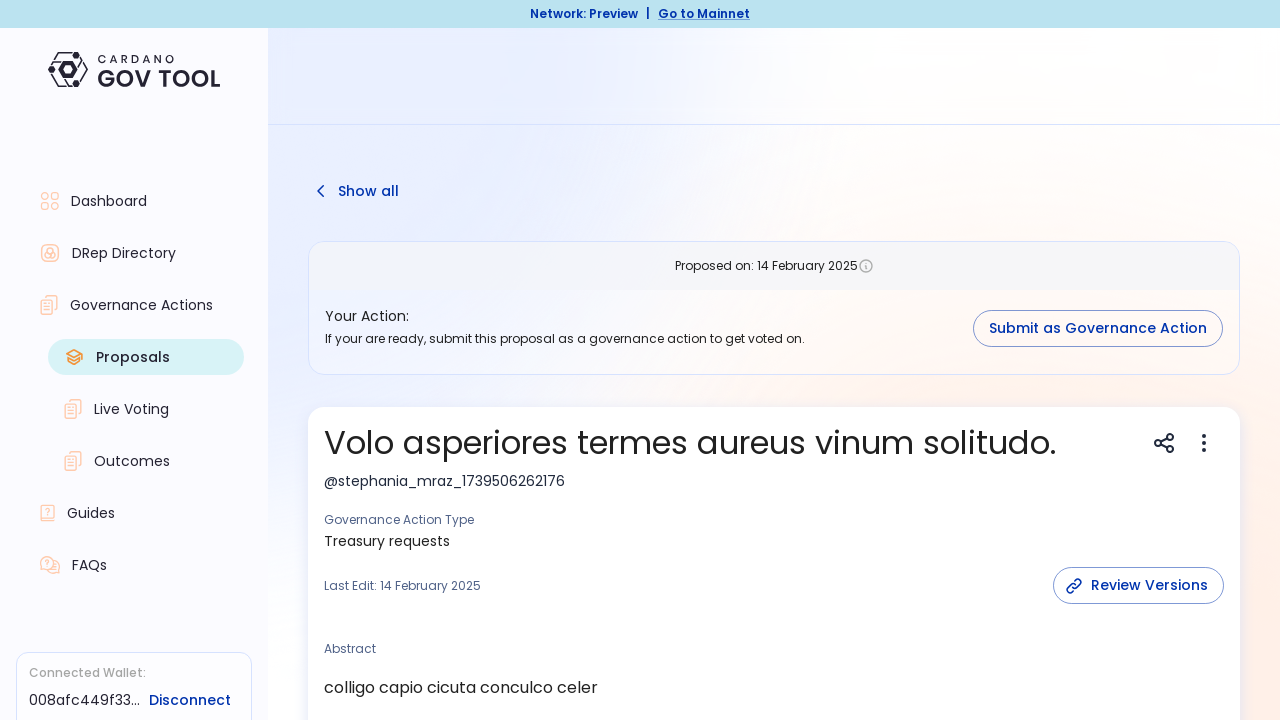 Network: Preview | Go to Mainnet
CARDANO
GOV TOOL
Dashboard
DRep Directory
Governance Actions
Proposals
Live Voting
Outcomes
Guides
FAQs
Connected Wallet:
008afc449f33... Disconnect
Show all
Proposed on: 14 February 2025
Your Action:
If your are ready, submit this proposal as a governance action to get voted on.
Submit as Governance Action
Volo asperiores termes aureus vinum solitudo.
@stephania_mraz_1739506262176
Governance Action Type
Treasury requests
Last Edit: 14 February 2025
Review Versions
Abstract
colligo capio cicuta conculco celer